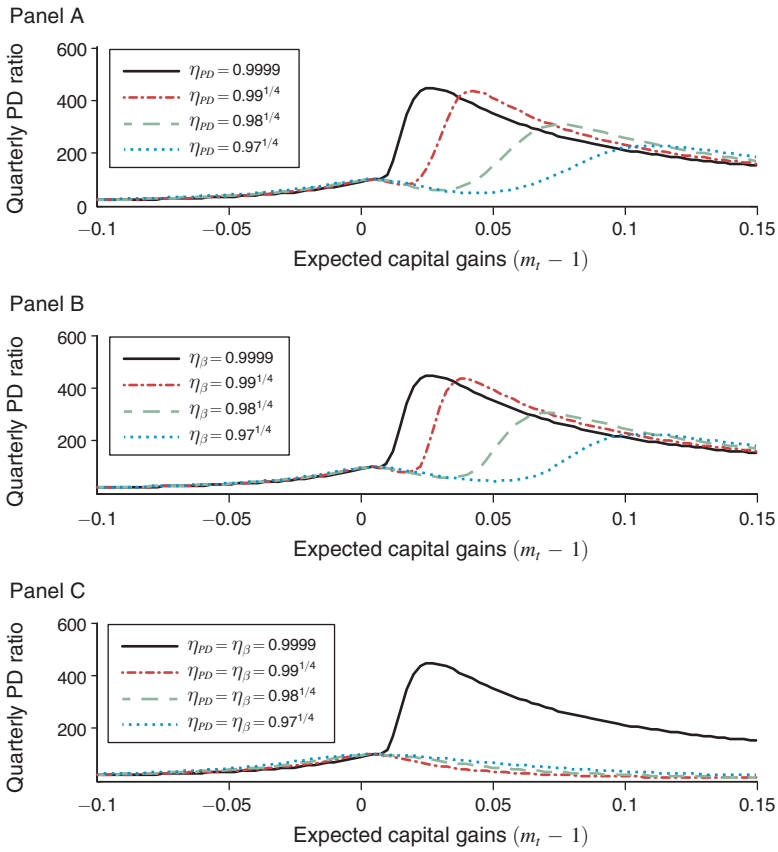 Panel A
Quarterly PD ratio
600
400
200
0
η_PD = 0.9999
η_PD = 0.99^1/4
η_PD = 0.98^1/4
η_PD = 0.97^1/4
−0.1 −0.05 0 0.05 0.1 0.15
Expected capital gains (m_t − 1)
Panel B
Quarterly PD ratio
600
400
200
η_β = 0.9999
η_β = 0.99^1/4
η_β = 0.98^1/4
η_β = 0.97^1/4
−0.1 −0.05 0 0.05 0.1 0.15
Expected capital gains (m_t − 1)
Panel C
Quarterly PD ratio
600
400
200
η_PD = η_β = 0.9999
η_PD = η_β = 0.99^1/4
η_PD = η_β = 0.98^1/4
η_PD = η_β = 0.97^1/4
−0.1 −0.05 0 0.05 0.1 0.15
Expected capital gains (m_t − 1)